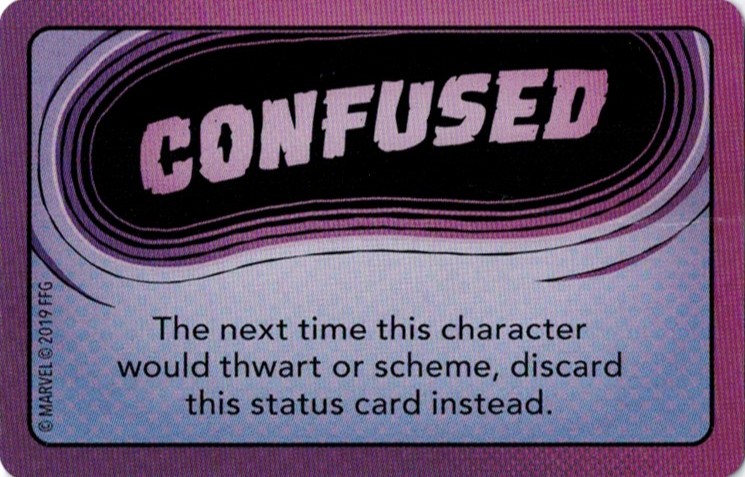 CONFUSED
The next time this character
would thwart or scheme, discard
this status card instead.
© MARVEL © 2019 FFG